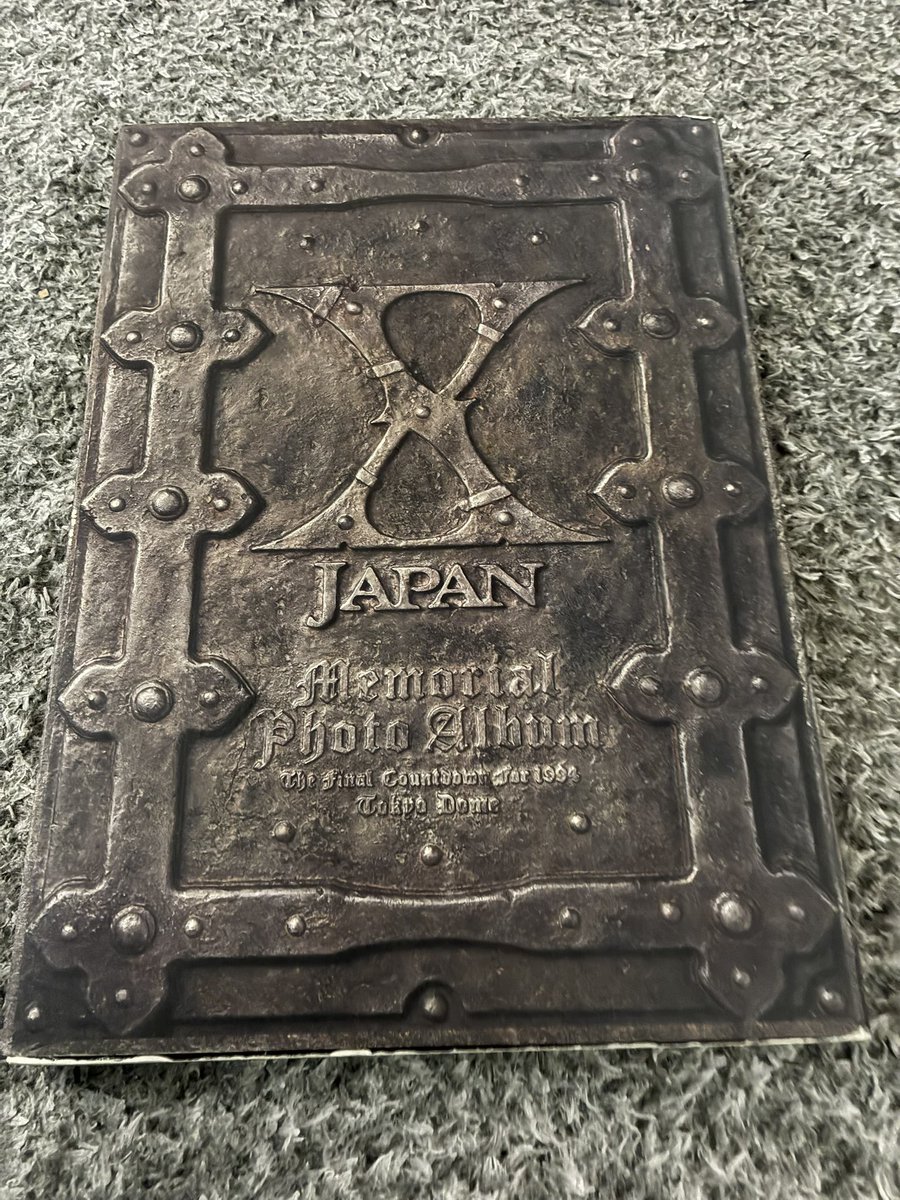 X
JAPAN
Memorial
Photo Album
The Final Countdown For 1994
Tokyo Dome